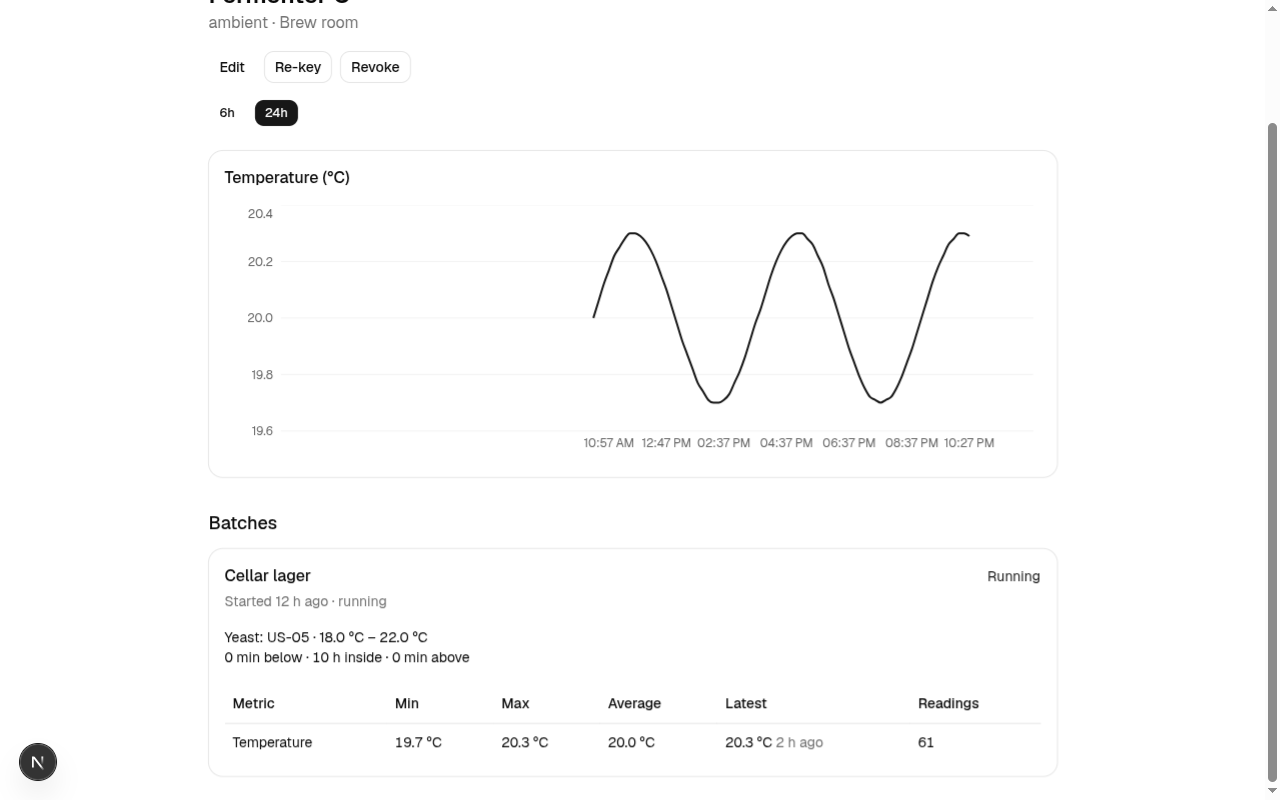 Fermenter C
ambient · Brew room
Edit Re-key Revoke
6h 24h
Temperature (°C)
20.4
20.2
20.0
19.8
19.6
10:57 AM 12:47 PM 02:37 PM 04:37 PM 06:37 PM 08:37 PM 10:27 PM
Batches
Cellar lager Running
Started 12 h ago · running
Yeast: US-05 · 18.0 °C – 22.0 °C
0 min below · 10 h inside · 0 min above
Metric Min Max Average Latest Readings
Temperature 19.7 °C 20.3 °C 20.0 °C 20.3 °C 2 h ago 61
N